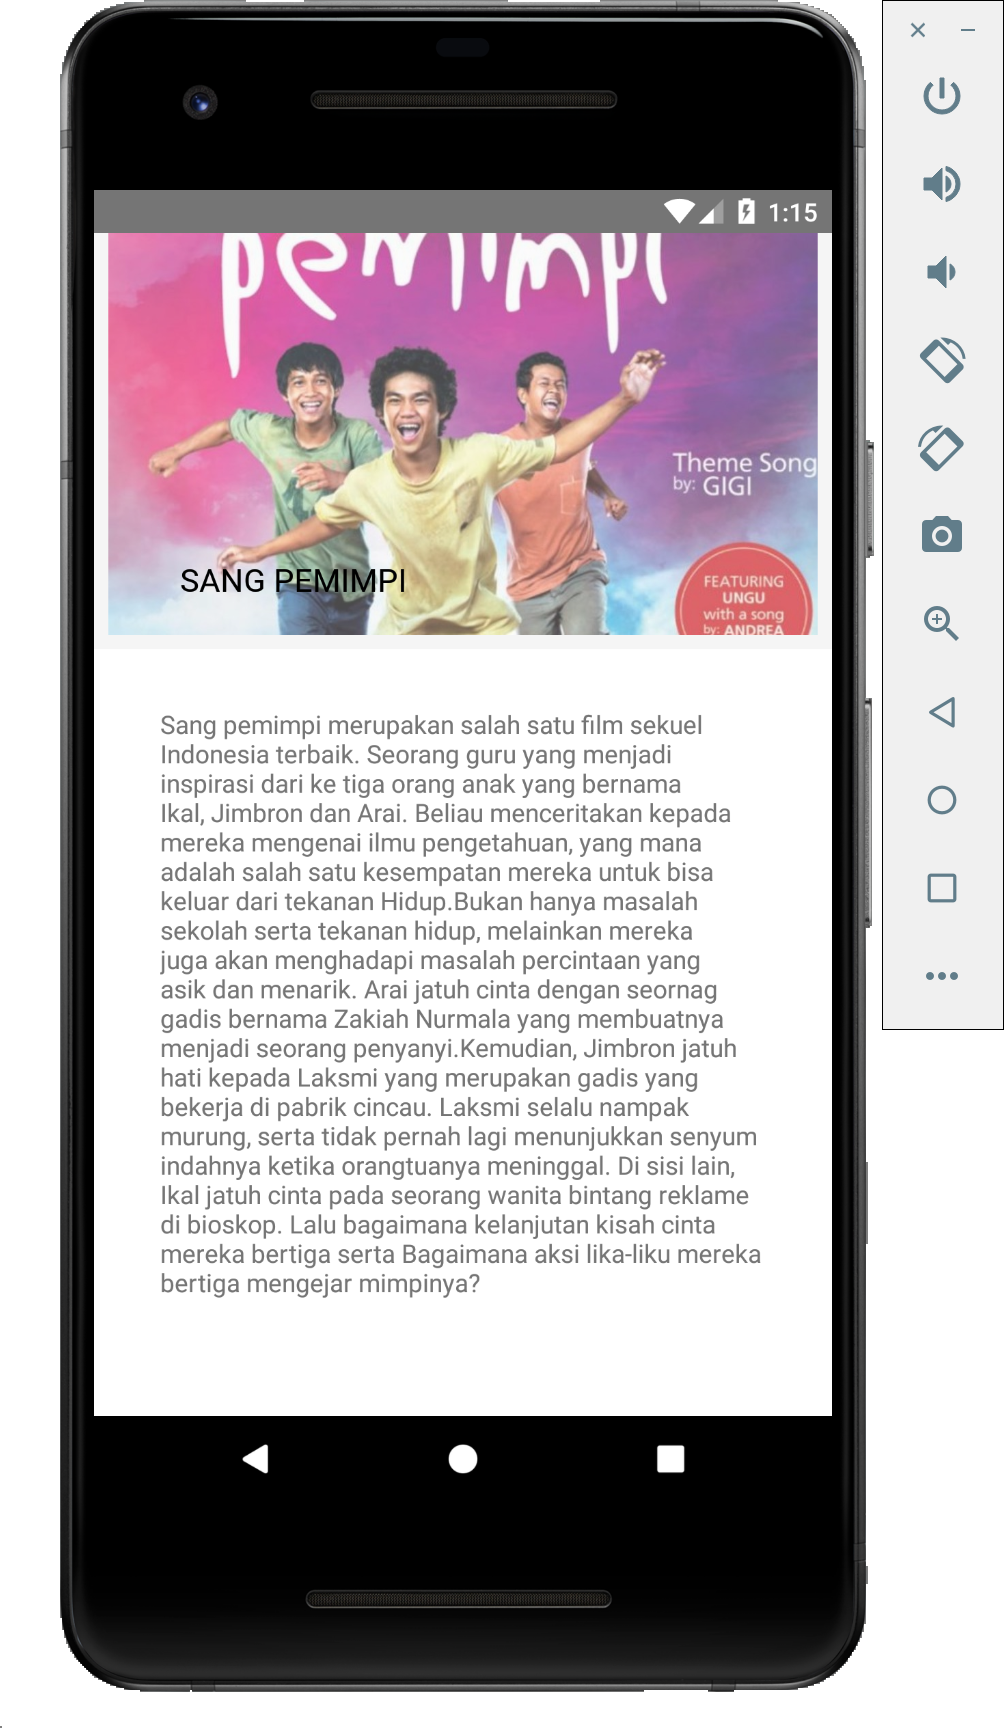 1:15
pemimpi
Theme Song
by: GIGI
SANG PEMIMPI
FEATURING
UNGU
with a song
by: ANDREA
Sang pemimpi merupakan salah satu film sekuel
Indonesia terbaik. Seorang guru yang menjadi
inspirasi dari ke tiga orang anak yang bernama
Ikal, Jimbron dan Arai. Beliau menceritakan kepada
mereka mengenai ilmu pengetahuan, yang mana
adalah salah satu kesempatan mereka untuk bisa
keluar dari tekanan Hidup.Bukan hanya masalah
sekolah serta tekanan hidup, melainkan mereka
juga akan menghadapi masalah percintaan yang
asik dan menarik. Arai jatuh cinta dengan seornag
gadis bernama Zakiah Nurmala yang membuatnya
menjadi seorang penyanyi.Kemudian, Jimbron jatuh
hati kepada Laksmi yang merupakan gadis yang
bekerja di pabrik cincau. Laksmi selalu nampak
murung, serta tidak pernah lagi menunjukkan senyum
indahnya ketika orangtuanya meninggal. Di sisi lain,
Ikal jatuh cinta pada seorang wanita bintang reklame
di bioskop. Lalu bagaimana kelanjutan kisah cinta
mereka bertiga serta Bagaimana aksi lika-liku mereka
bertiga mengejar mimpinya?